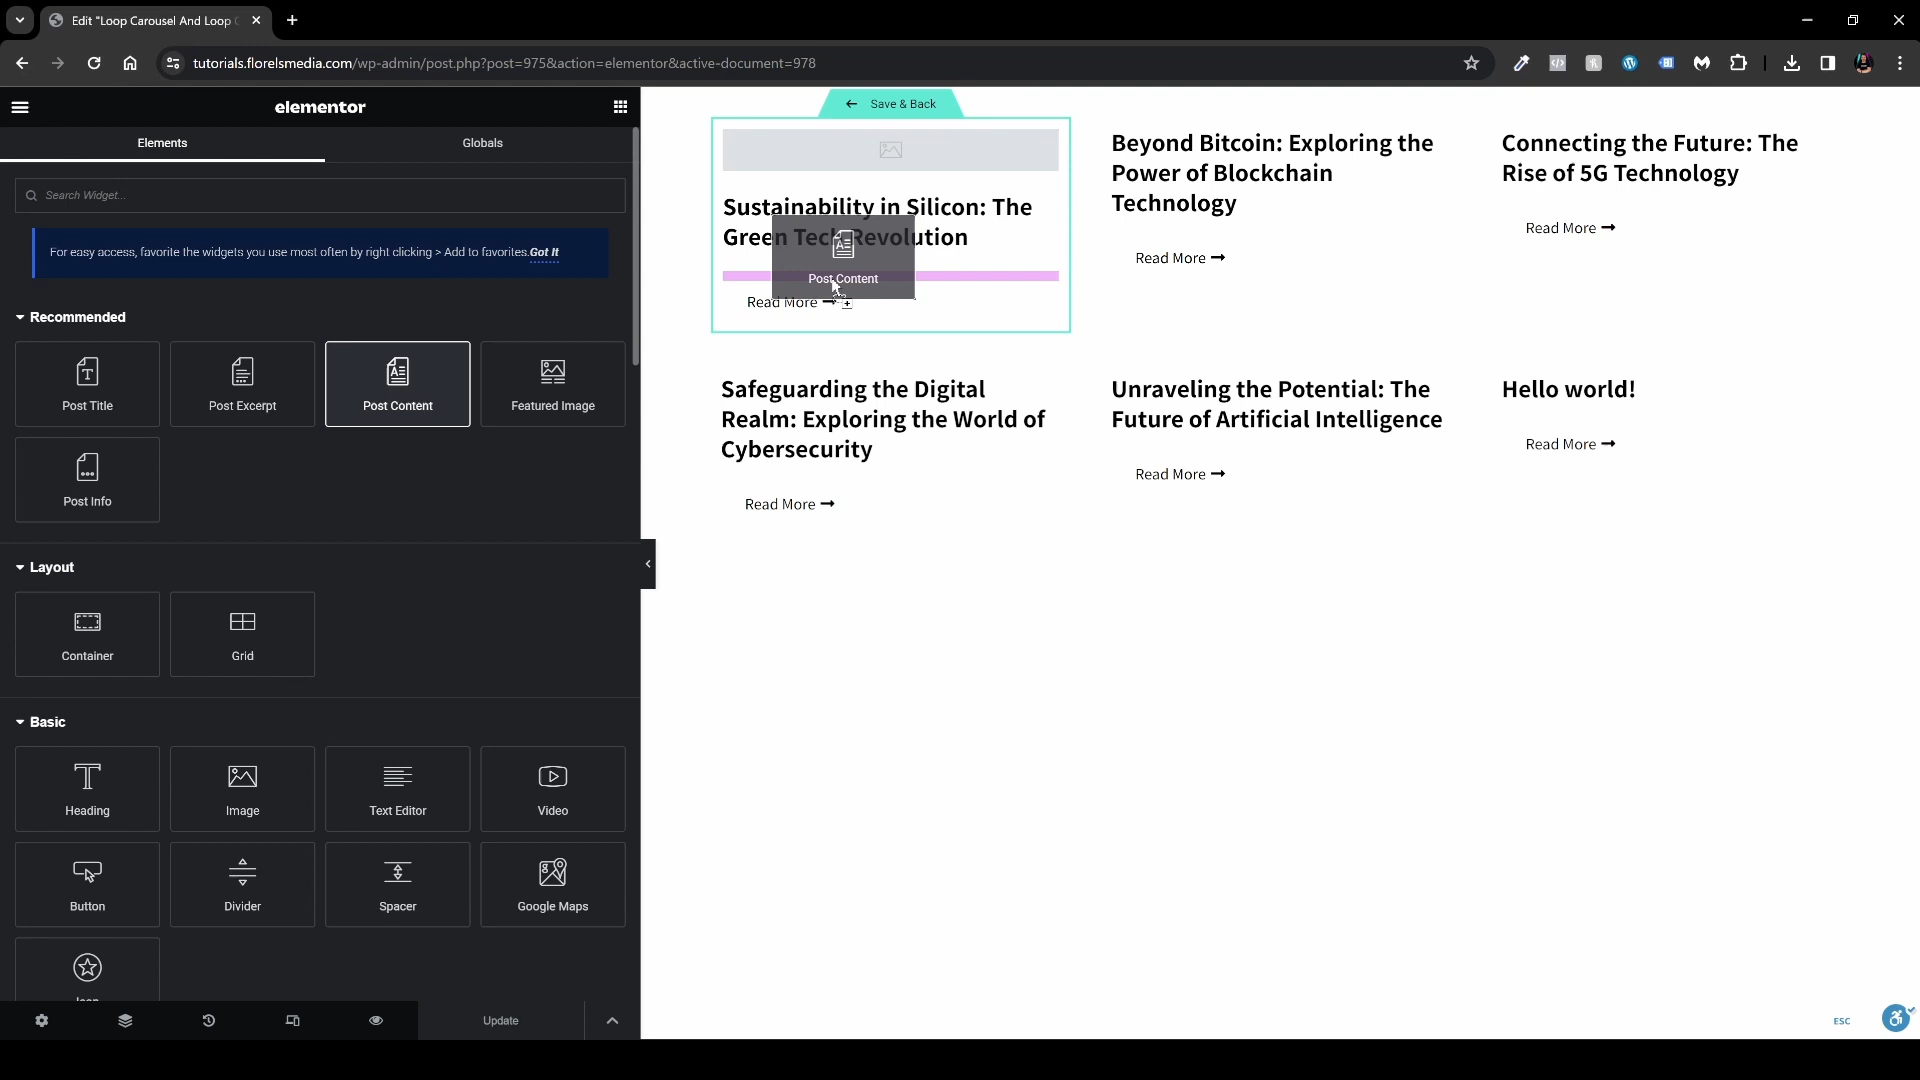 Edit "Loop Carousel And Loop
tutorials.florelsmedia.com/wp-admin/post.php?post=975&action=elementor&active-document=978
elementor
Elements
Globals
Search Widget...
For easy access, favorite the widgets you use most often by right clicking > Add to favorites.Got It
Recommended
Post Title
Post Excerpt
Post Content
Featured Image
Post Info
Layout
Container
Grid
Basic
Heading
Image
Text Editor
Video
Button
Divider
Spacer
Google Maps
Update
Save & Back
Sustainability in Silicon: The
Green Tech Revolution
Post Content
Read More
Beyond Bitcoin: Exploring the
Power of Blockchain
Technology
Read More
Connecting the Future: The
Rise of 5G Technology
Read More
Safeguarding the Digital
Realm: Exploring the World of
Cybersecurity
Read More
Unraveling the Potential: The
Future of Artificial Intelligence
Read More
Hello world!
Read More
ESC